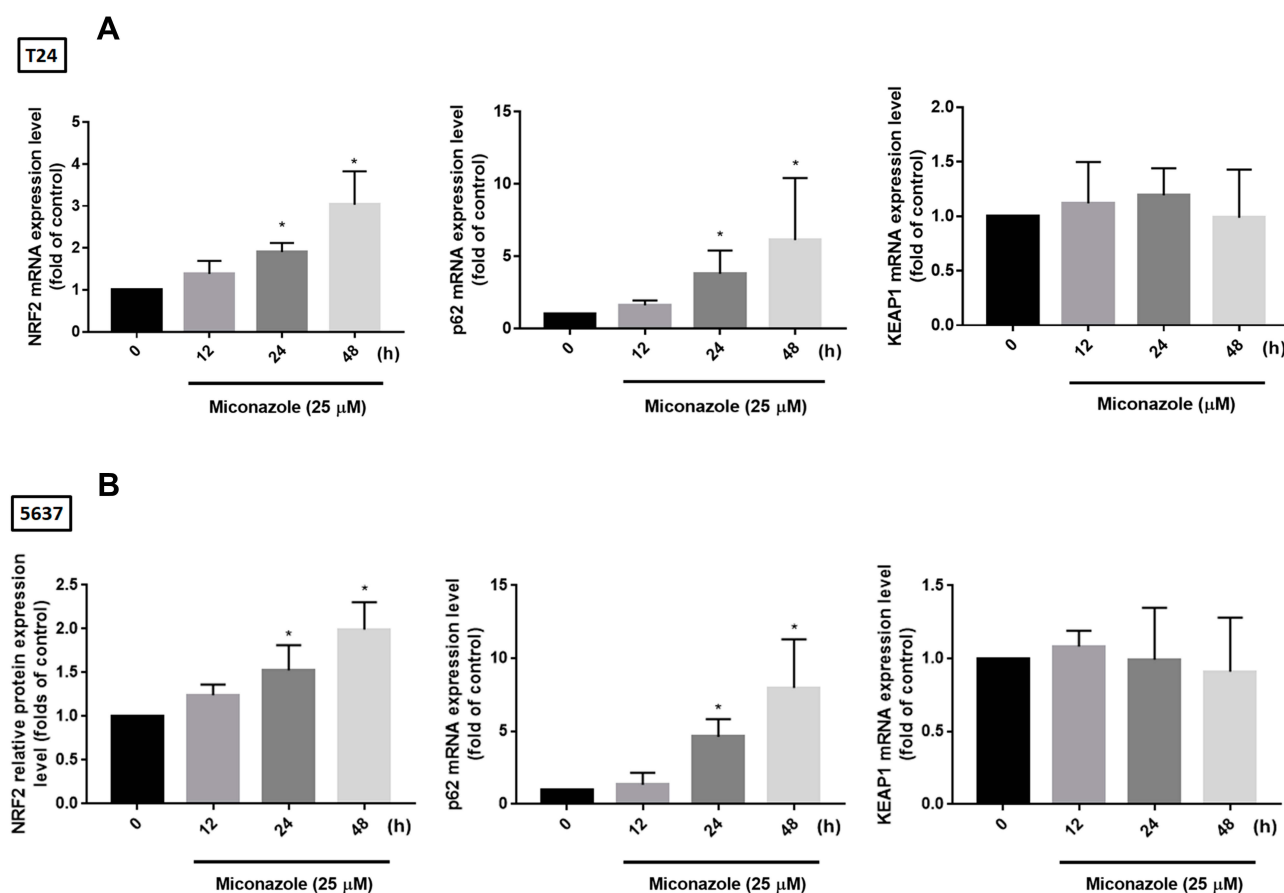 A
T24
NRF2 mRNA expression level
(fold of control)
5
4
3
2
1
0
*
*
0 12 24 48 (h)
Miconazole (25 μM)
p62 mRNA expression level
(fold of control)
15
10
5
0
*
*
0 12 24 48 (h)
Miconazole (25 μM)
KEAP1 mRNA expression level
(fold of control)
2.0
1.5
1.0
0.5
0.0
0 12 24 48 (h)
Miconazole (μM)
B
5637
NRF2 relative protein expression
level (folds of control)
2.5
2.0
1.5
1.0
0.5
0.0
*
*
0 12 24 48 (h)
Miconazole (25 μM)
p62 mRNA expression level
(fold of control)
15
10
5
0
*
*
0 12 24 48 (h)
Miconazole (25 μM)
KEAP1 mRNA expression level
(fold of control)
1.5
1.0
0.5
0.0
0 12 24 48 (h)
Miconazole (25 μM)